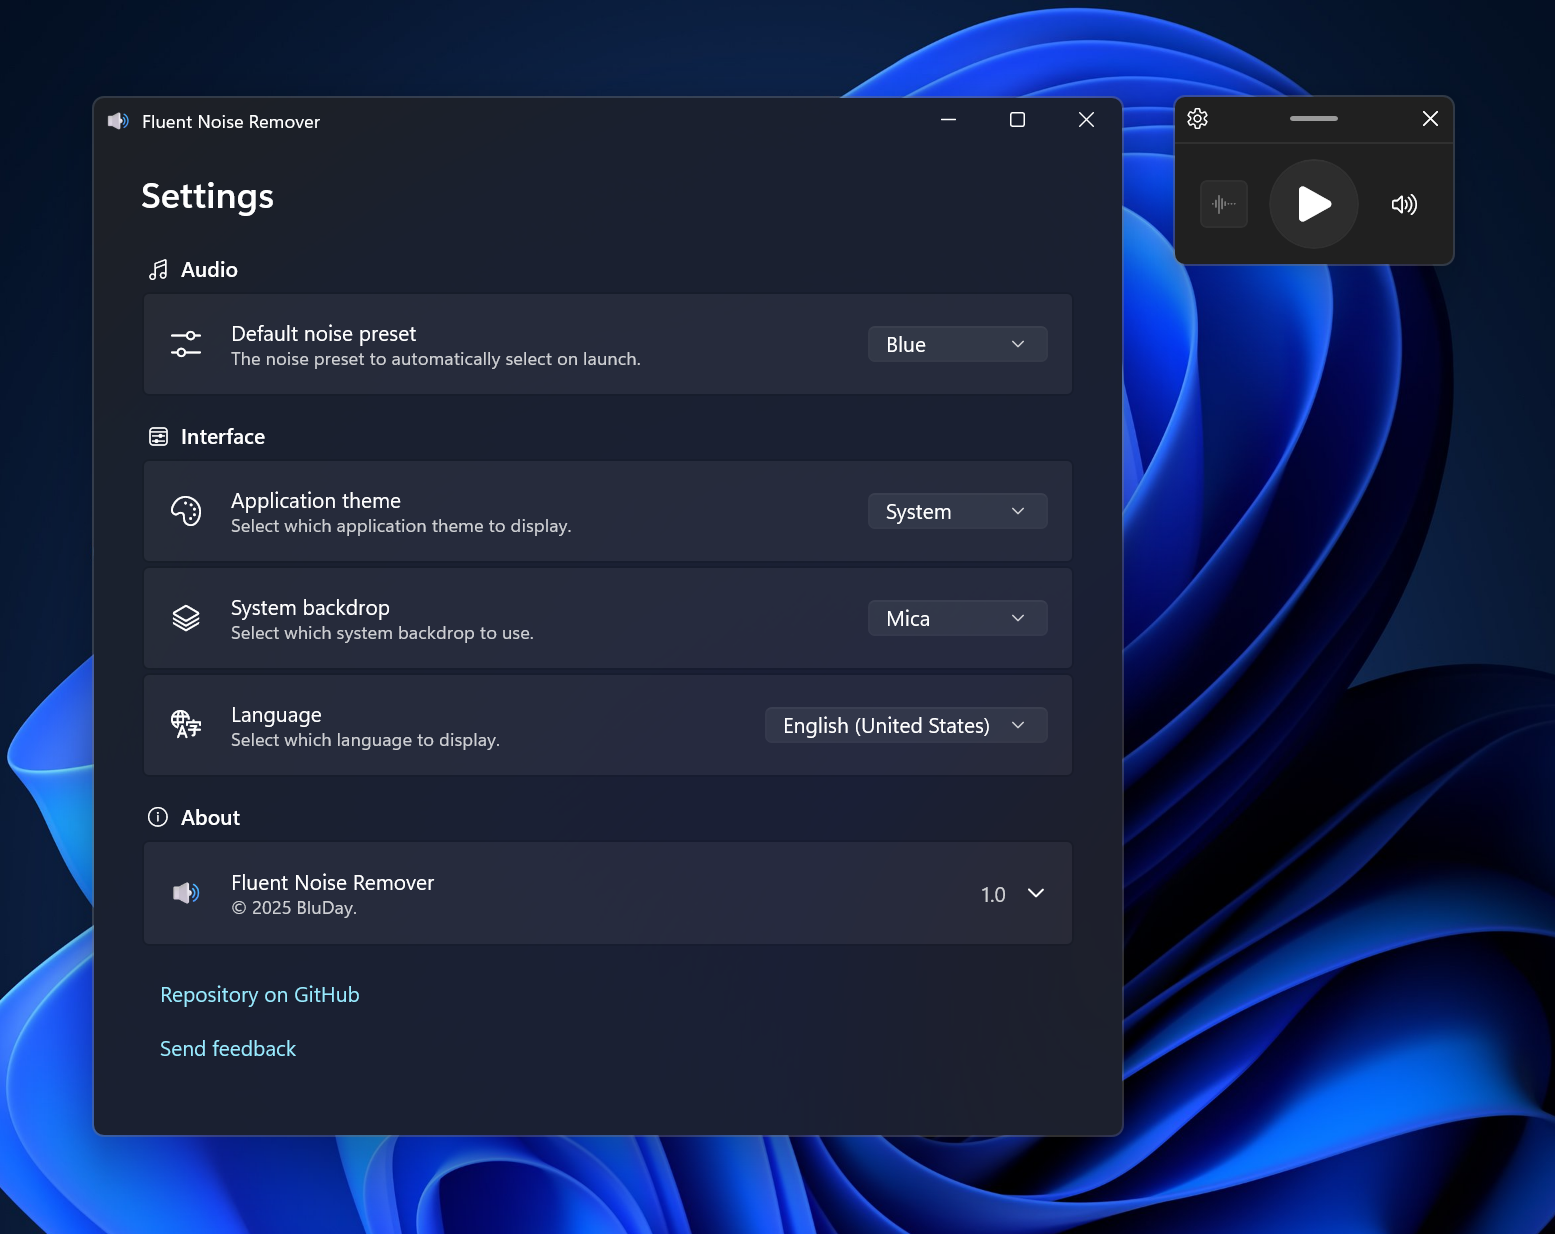 Fluent Noise Remover
Settings
Audio
Default noise preset
The noise preset to automatically select on launch.
Blue
Interface
Application theme
Select which application theme to display.
System
System backdrop
Select which system backdrop to use.
Mica
Language
Select which language to display.
English (United States)
About
Fluent Noise Remover
© 2025 BluDay.
1.0
Repository on GitHub
Send feedback